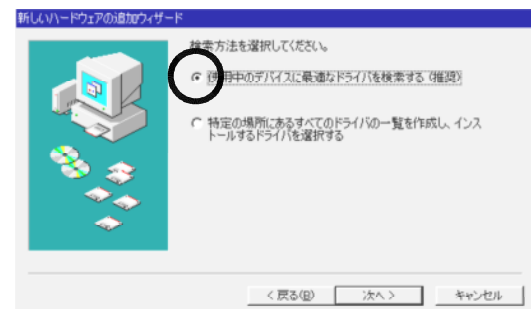 新しいハードウェアの追加ウィザード
検索方法を選択してください。
使用中のデバイスに最適なドライバを検索する (推奨)
特定の場所にあるすべてのドライバの一覧を作成し、インス
トールするドライバを選択する
< 戻る(B)
次へ >
キャンセル